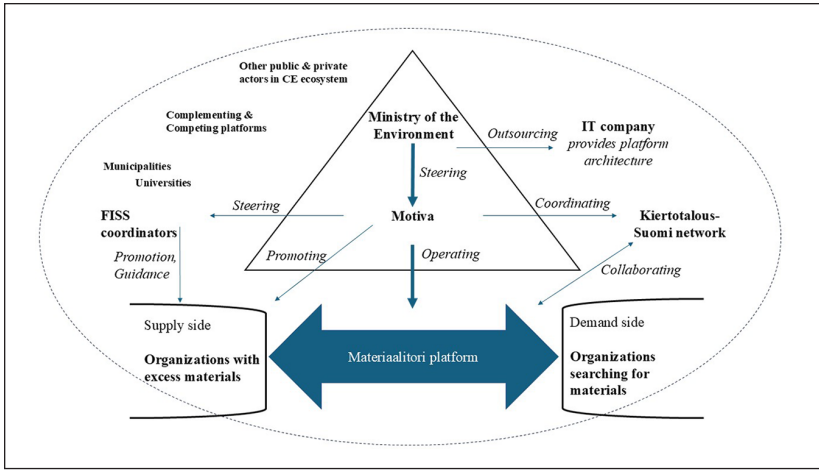 Other public & private
actors in CE ecosystem
Complementing &
Competing platforms
Ministry of the
Environment
Outsourcing
IT company
provides platform
architecture
Municipalities
Universities
Steering
FISS
coordinators
Steering
Motiva
Coordinating
Kiertotalous-
Suomi network
Promotion,
Guidance
Promoting
Operating
Collaborating
Supply side
Organizations with
excess materials
Materiaalitori platform
Demand side
Organizations
searching for
materials